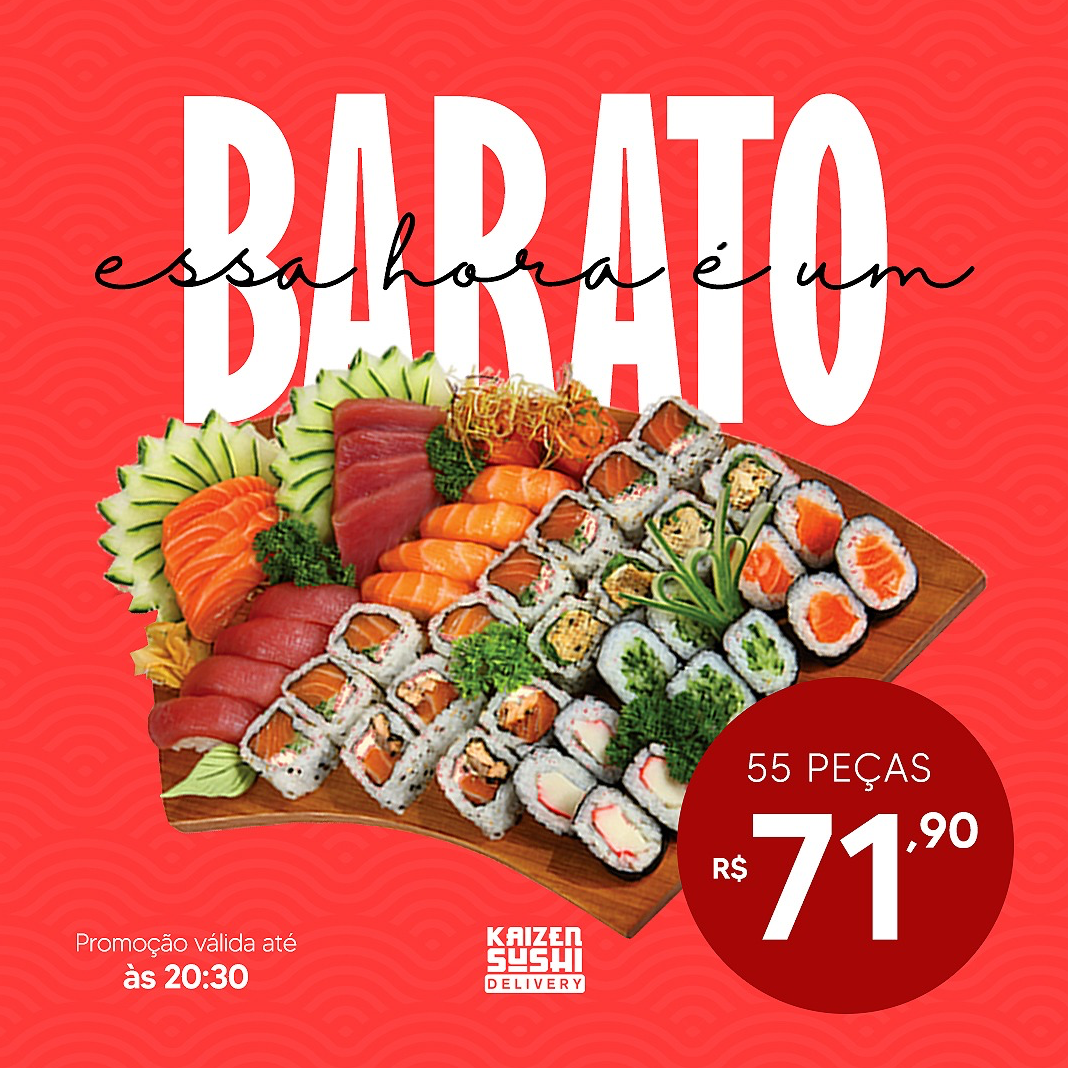 BARATO
essa hora é um
55 PEÇAS
R$ 71,90
Promoção válida até
às 20:30
KAIZEN
SUSHI
DELIVERY